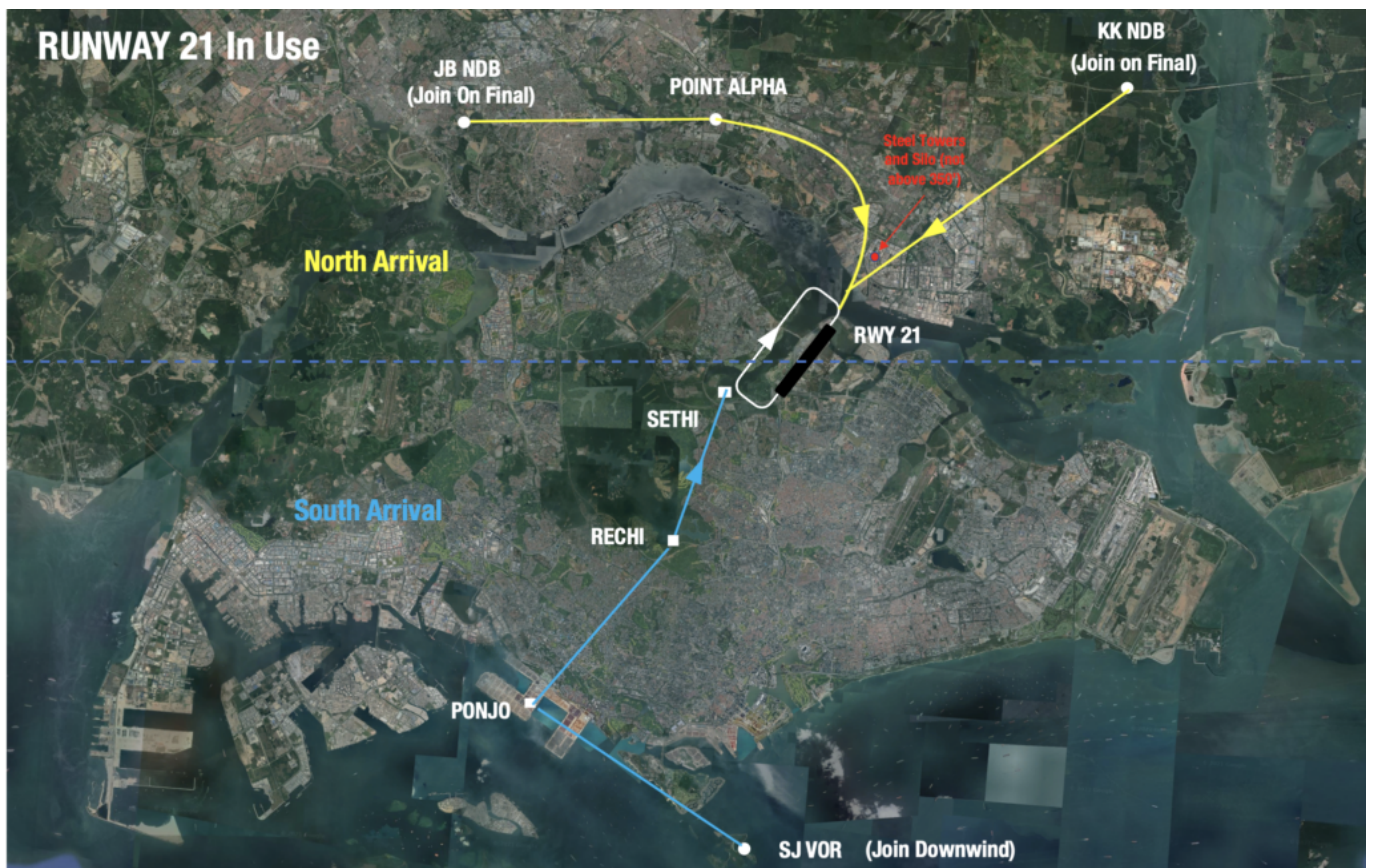 RUNWAY 21 In Use
JB NDB
(Join On Final)
POINT ALPHA
KK NDB
(Join on Final)
Steel Towers
and Silo (not
above 350')
North Arrival
RWY 21
SETHI
South Arrival
RECHI
PONJO
SJ VOR (Join Downwind)